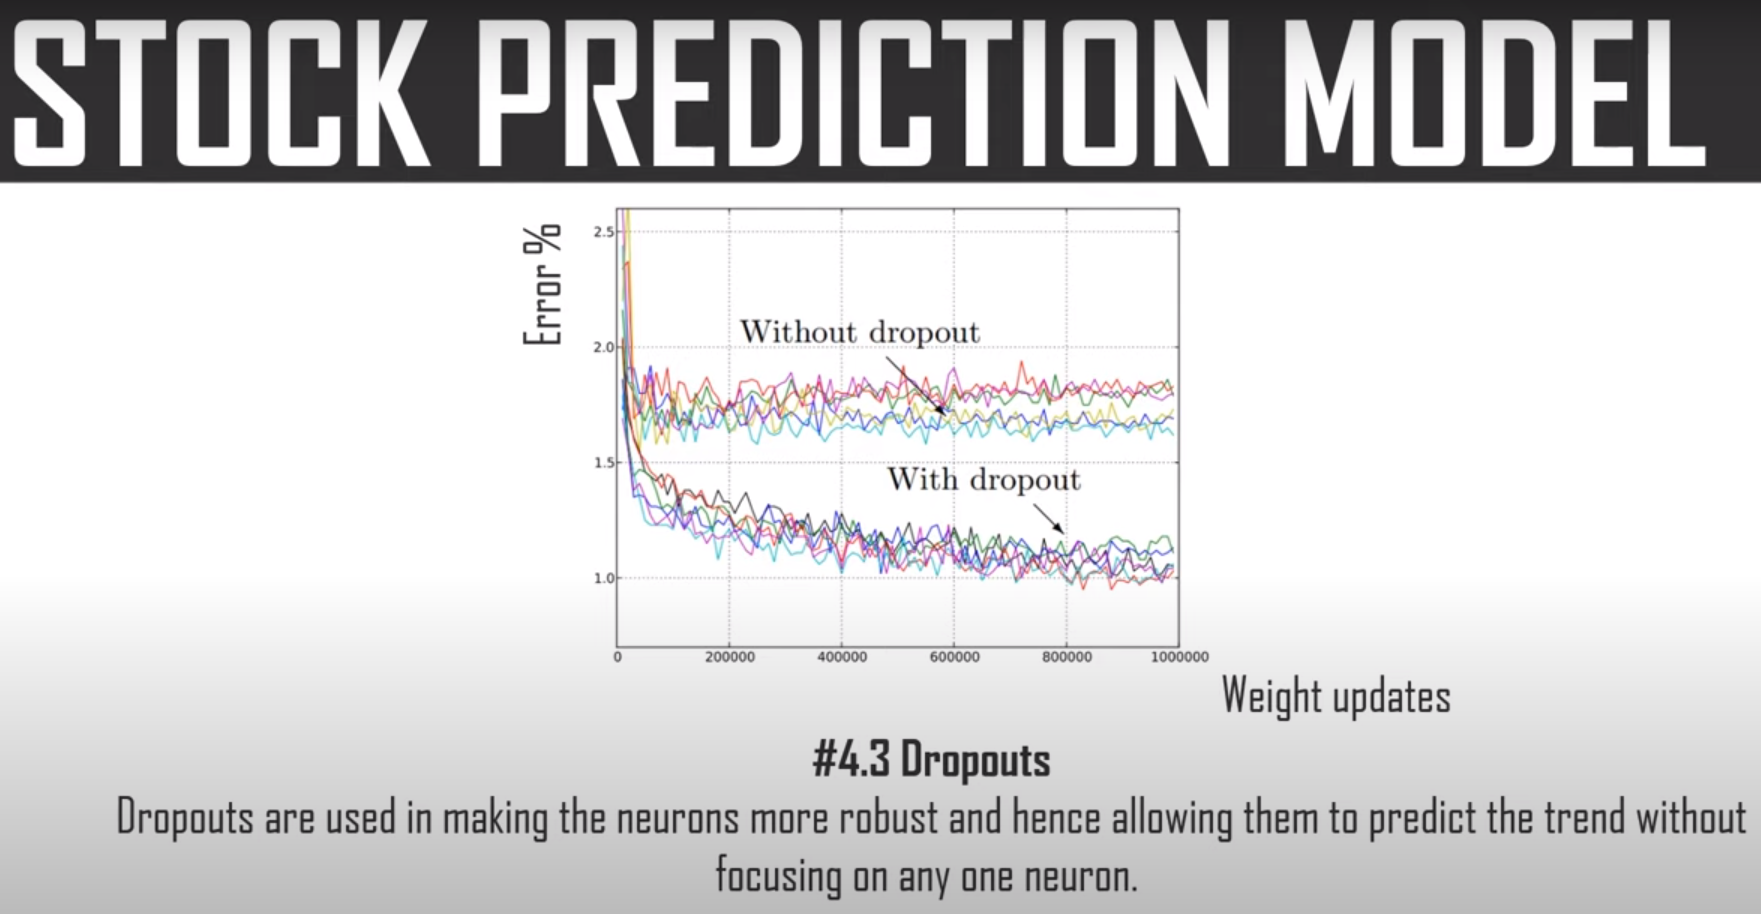 STOCK PREDICTION MODEL
Error %
2.5
Without dropout
2.0
1.5
With dropout
1.0
0 200000 400000 600000 800000 1000000
Weight updates
#4.3 Dropouts
Dropouts are used in making the neurons more robust and hence allowing them to predict the trend without
focusing on any one neuron.